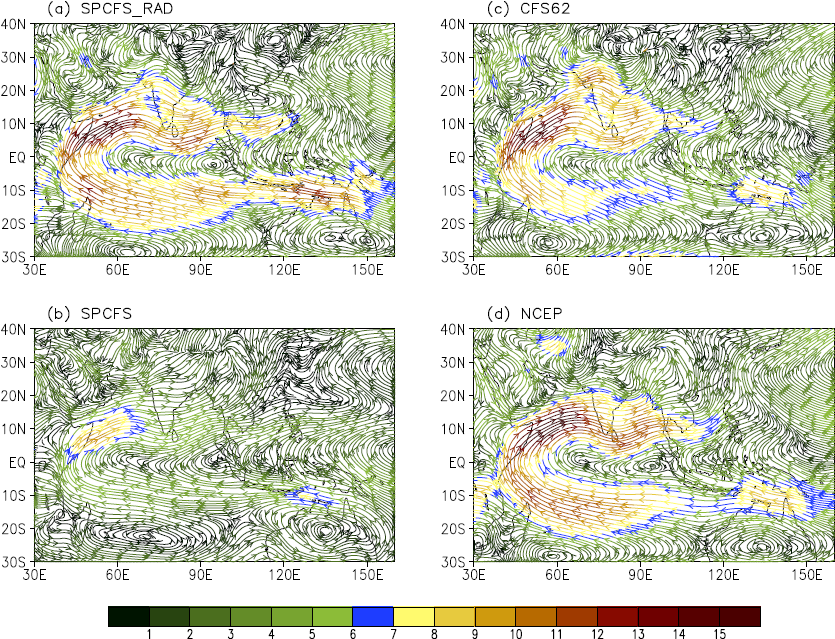 (a) SPCFS_RAD
40N
30N
20N
10N
EQ
10S
20S
30S
30E 60E 90E 120E 150E
(c) CFS62
40N
30N
20N
10N
EQ
10S
20S
30S
30E 60E 90E 120E 150E
(b) SPCFS
40N
30N
20N
10N
EQ
10S
20S
30S
30E 60E 90E 120E 150E
(d) NCEP
40N
30N
20N
10N
EQ
10S
20S
30S
30E 60E 90E 120E 150E
1 2 3 4 5 6 7 8 9 10 11 12 13 14 15